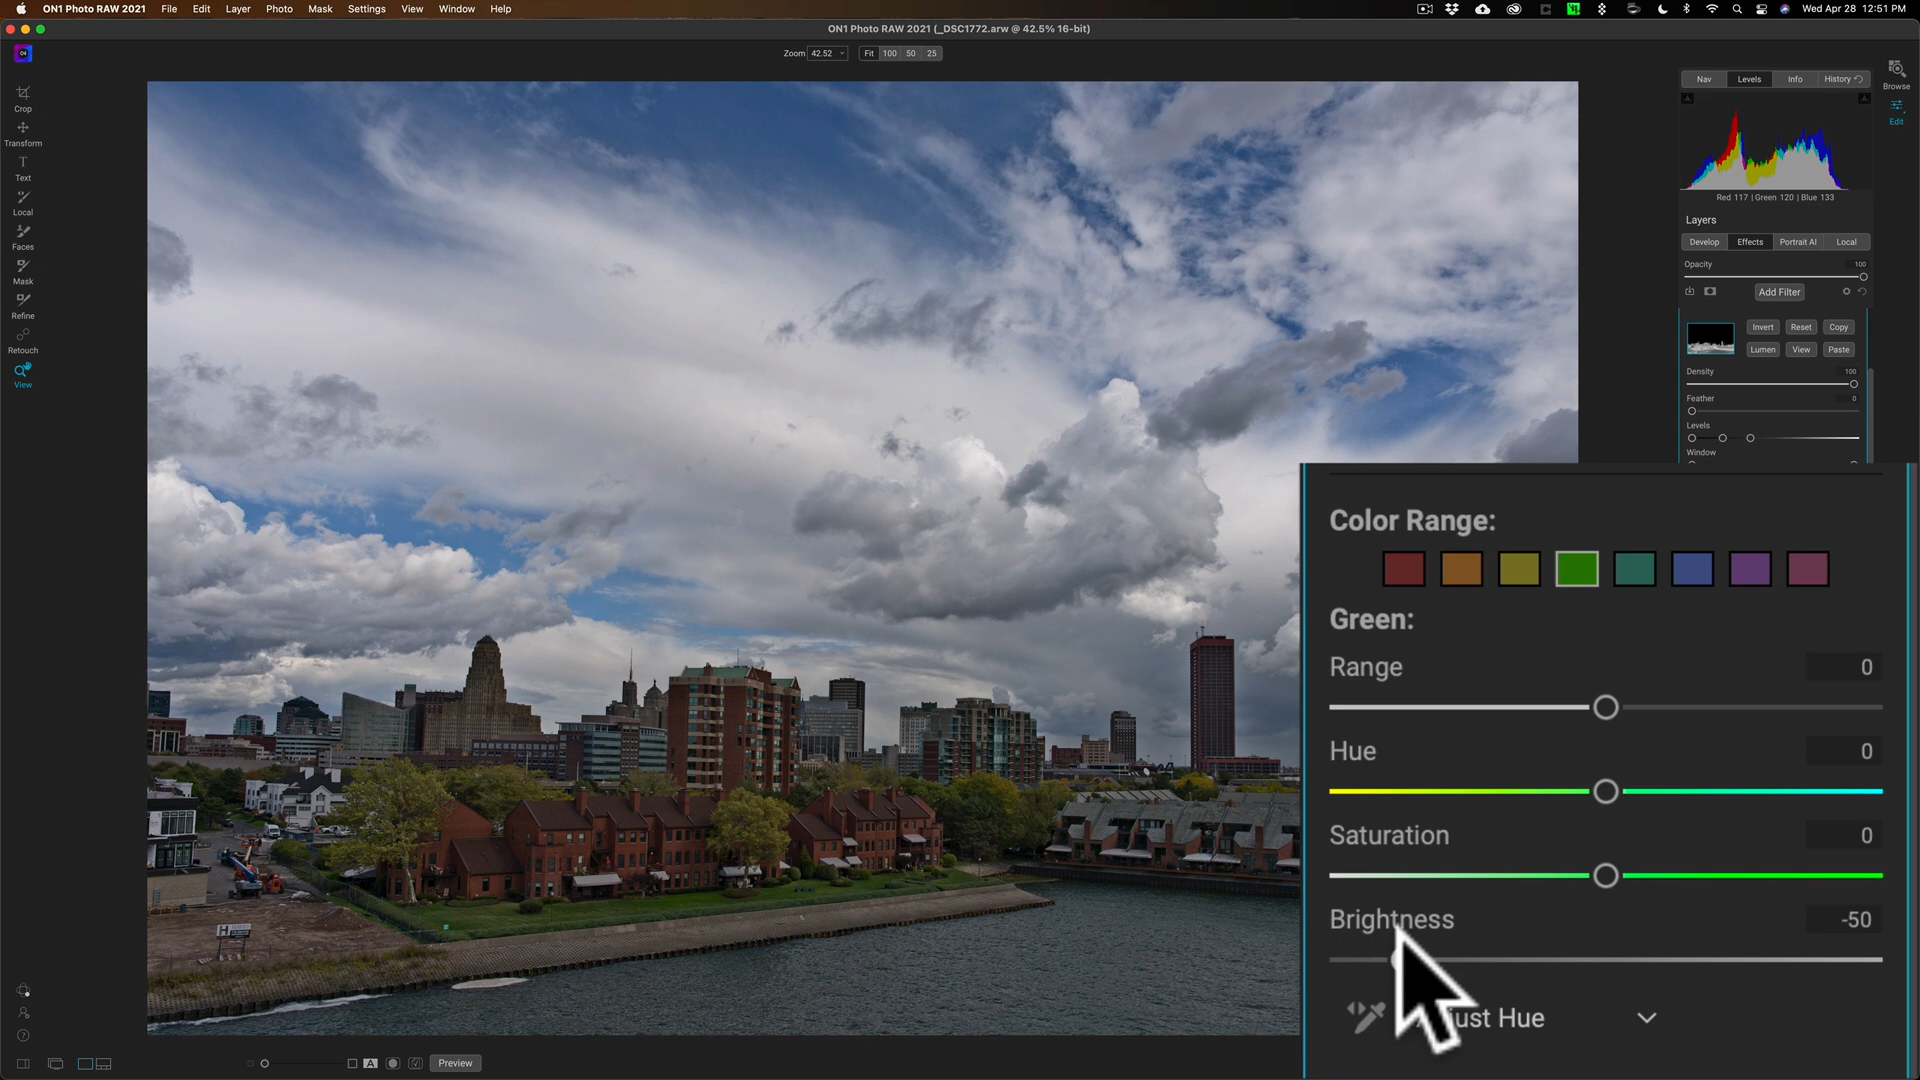 ON1 Photo RAW 2021 File Edit Layer Photo Mask Settings View Window Help Wed Apr 28 12:51 PM
ON1 Photo RAW 2021 (_DSC1772.arw @ 42.5% 16-bit)
Zoom 42.52 Fit 100 50 25
Crop
Transform
Text
Local
Faces
Mask
Refine
Retouch
View
Nav Levels Info History
Browse
Edit
Red 117 | Green 120 | Blue 133
Layers
Develop Effects Portrait AI Local
Opacity 100
Add Filter
Invert Reset Copy
Lumen View Paste
Density 100
Feather 0
Levels
Window
Color Range:
Green:
Range 0
Hue 0
Saturation 0
Brightness -50
Hue
A Preview